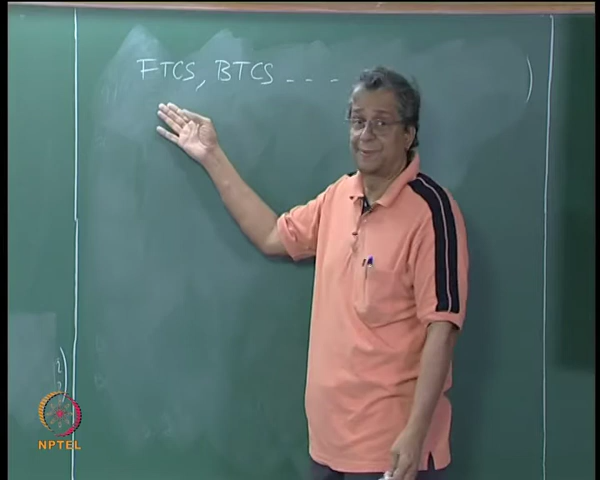 FTCS, BTCS - - -
NPTEL